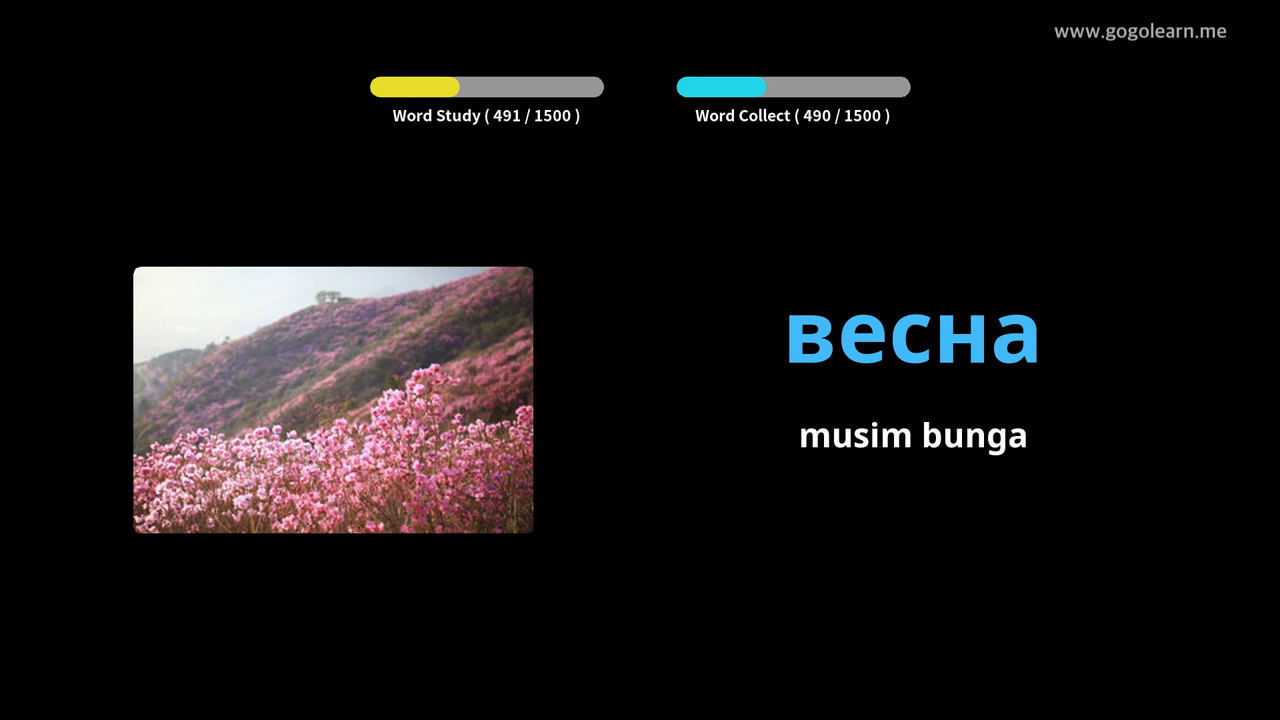 www.gogolearn.me
Word Study ( 491 / 1500 )
Word Collect ( 490 / 1500 )
весна
musim bunga